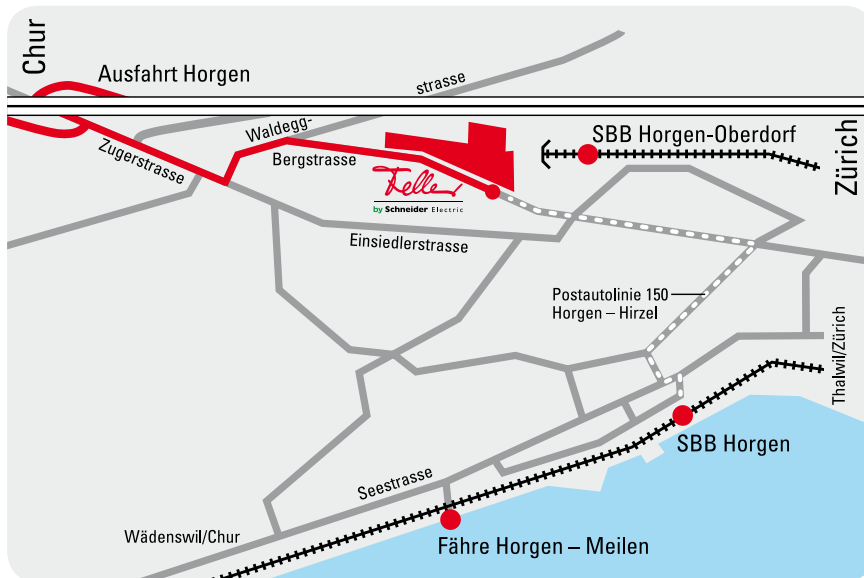 Chur
Ausfahrt Horgen
strasse
Waldegg-
Zugerstrasse
Bergstrasse
SBB Horgen-Oberdorf
Zürich
Feller
by Schneider Electric
Einsiedlerstrasse
Postautolinie 150
Horgen – Hirzel
Thalwil/Zürich
SBB Horgen
Seestrasse
Wädenswil/Chur
Fähre Horgen – Meilen